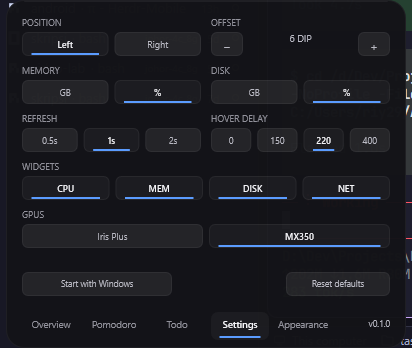 POSITION OFFSET
Left Right – 6 DIP +
MEMORY DISK
GB % GB %
REFRESH HOVER DELAY
0.5s 1s 2s 0 150 220 400
WIDGETS
CPU MEM DISK NET
GPUS
Iris Plus MX350
Start with Windows Reset defaults
Overview Pomodoro Todo Settings Appearance v0.1.0